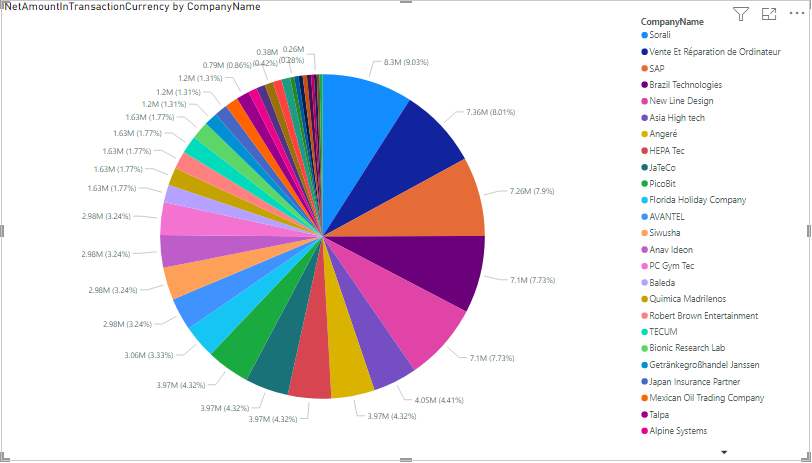 NetAmountInTransactionCurrency by CompanyName
8.3M (9.03%)
7.36M (8.01%)
7.26M (7.9%)
7.1M (7.73%)
7.1M (7.73%)
4.05M (4.41%)
3.97M (4.32%)
3.97M (4.32%)
3.97M (4.32%)
3.97M (4.32%)
3.06M (3.33%)
2.98M (3.24%)
2.98M (3.24%)
2.98M (3.24%)
2.98M (3.24%)
1.63M (1.77%)
1.63M (1.77%)
1.63M (1.77%)
1.63M (1.77%)
1.63M (1.77%)
1.2M (1.31%)
1.2M (1.31%)
0.79M (0.86%)
0.38M
(0.42%)
0.26M
(0.28%)
CompanyName
Sorali
Vente Et Réparation de Ordinateur
SAP
Brazil Technologies
New Line Design
Asia High tech
Angeré
HEPA Tec
JaTeCo
PicoBit
Florida Holiday Company
AVANTEL
Siwusha
Anav Ideon
PC Gym Tec
Baleda
Quimica Madrilenos
Robert Brown Entertainment
TECUM
Bionic Research Lab
Getränkegroßhandel Janssen
Japan Insurance Partner
Mexican Oil Trading Company
Talpa
Alpine Systems